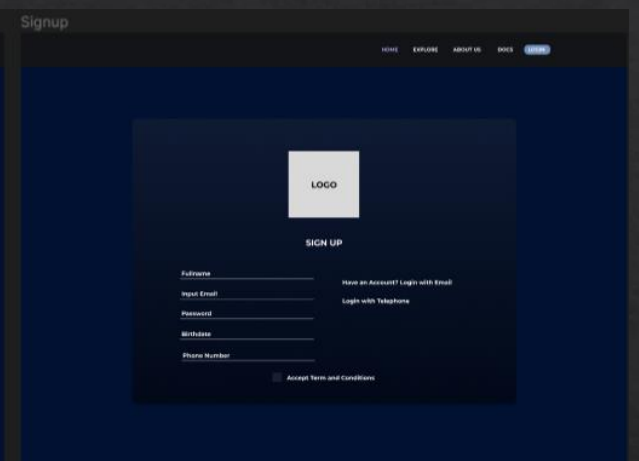 Signup
HOME EXPLORE ABOUT US DOCS LOGIN
LOGO
SIGN UP
Fullname
Input Email
Password
Birthdate
Phone Number
Have an Account? Login with Email
Login with Telephone
Accept Term and Conditions